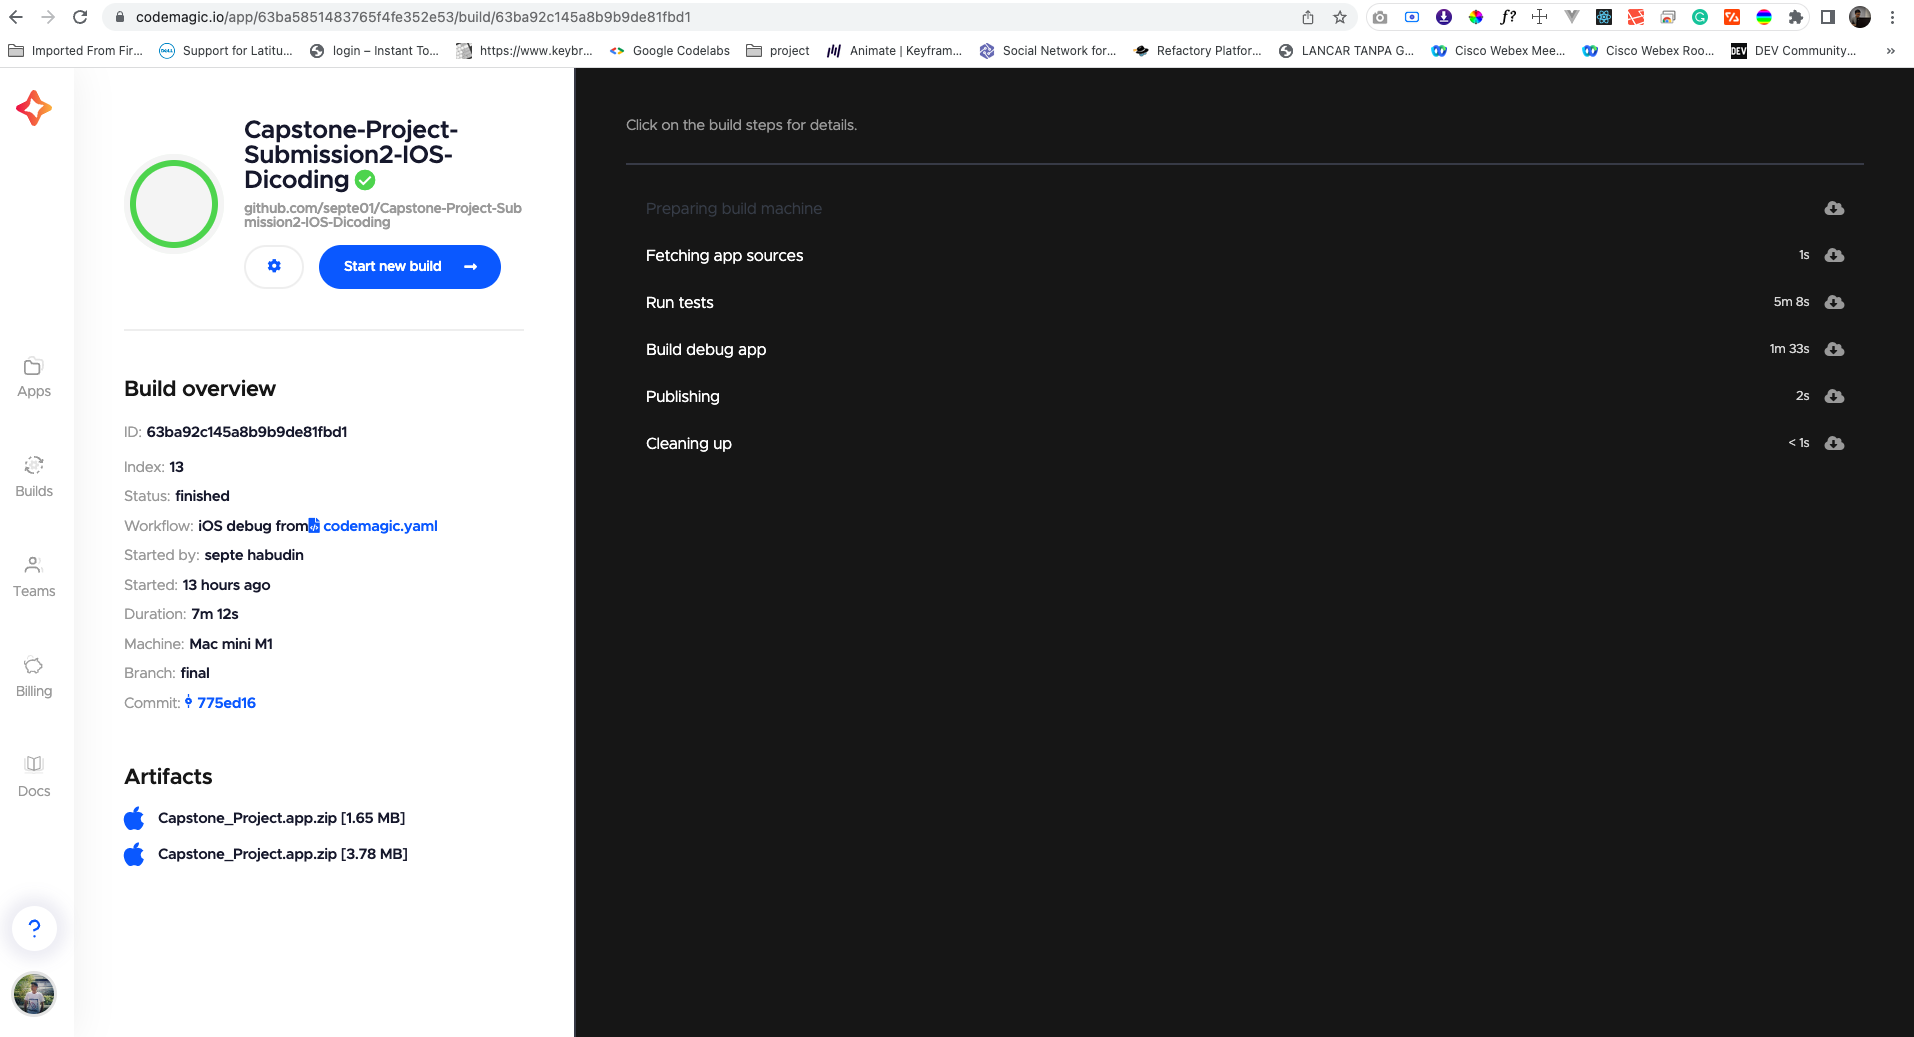 codemagic.io/app/63ba5851483765f4fe352e53/build/63ba92c145a8b9b9de81fbd1
Imported From Fir...
Support for Latitu...
login – Instant To...
https://www.keybr...
Google Codelabs
project
Animate | Keyfram...
Social Network for...
Refactory Platfor...
LANCAR TANPA G...
Cisco Webex Mee...
Cisco Webex Roo...
DEV Community...
»
Capstone-Project-
Submission2-IOS-
Dicoding
github.com/septe01/Capstone-Project-Sub
mission2-IOS-Dicoding
Start new build
Apps
Builds
Teams
Billing
Docs
?
Build overview
ID: 63ba92c145a8b9b9de81fbd1
Index: 13
Status: finished
Workflow: iOS debug from codemagic.yaml
Started by: septe habudin
Started: 13 hours ago
Duration: 7m 12s
Machine: Mac mini M1
Branch: final
Commit: 775ed16
Artifacts
Capstone_Project.app.zip [1.65 MB]
Capstone_Project.app.zip [3.78 MB]
Click on the build steps for details.
Preparing build machine
Fetching app sources 1s
Run tests 5m 8s
Build debug app 1m 33s
Publishing 2s
Cleaning up < 1s